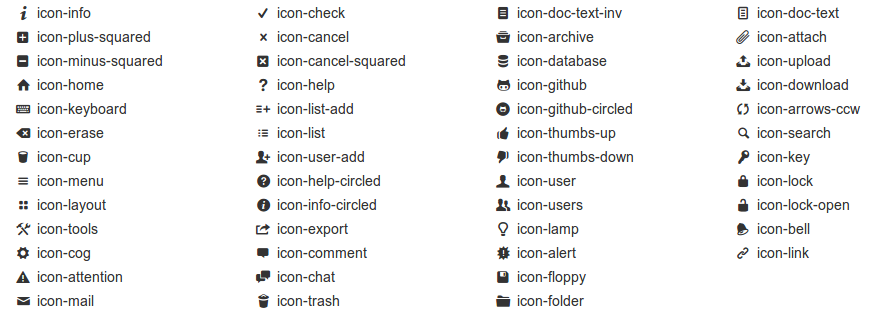 icon-info
icon-plus-squared
icon-minus-squared
icon-home
icon-keyboard
icon-erase
icon-cup
icon-menu
icon-layout
icon-tools
icon-cog
icon-attention
icon-mail
icon-check
icon-cancel
icon-cancel-squared
icon-help
icon-list-add
icon-list
icon-user-add
icon-help-circled
icon-info-circled
icon-export
icon-comment
icon-chat
icon-trash
icon-doc-text-inv
icon-archive
icon-database
icon-github
icon-github-circled
icon-thumbs-up
icon-thumbs-down
icon-user
icon-users
icon-lamp
icon-alert
icon-floppy
icon-folder
icon-doc-text
icon-attach
icon-upload
icon-download
icon-arrows-ccw
icon-search
icon-key
icon-lock
icon-lock-open
icon-bell
icon-link